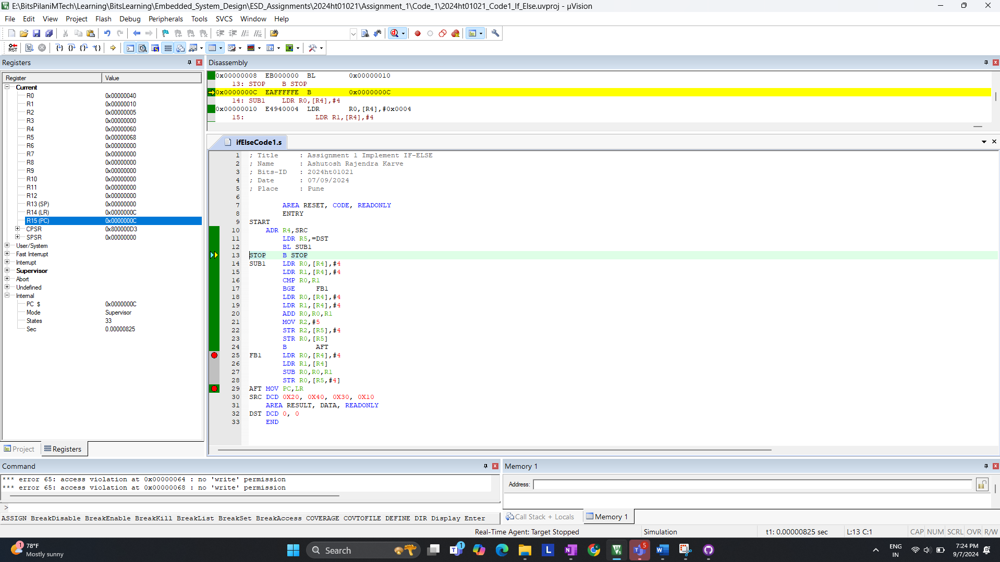 E:\BitsPilaniMTech\Learning\BitsLearning\Embedded_System_Design\ESD_Assignments\2024ht01021\Assignment_1\Code_1\2024ht01021_Code1_If_Else.uvproj - µVision
File Edit View Project Flash Debug Peripherals Tools SVCS Window Help
Registers
Register Value
Current
R0 0x00000040
R1 0x00000010
R2 0x00000005
R3 0x00000000
R4 0x00000060
R5 0x00000068
R6 0x00000000
R7 0x00000000
R8 0x00000000
R9 0x00000000
R10 0x00000000
R11 0x00000000
R12 0x00000000
R13 (SP) 0x00000000
R14 (LR) 0x0000000C
R15 (PC) 0x0000000C
CPSR 0x800000D3
SPSR 0x00000000
User/System
Fast Interrupt
Interrupt
Supervisor
Abort
Undefined
Internal
PC $ 0x0000000C
Mode Supervisor
States 33
Sec 0.00000825
Project Registers
Disassembly
0x00000008 EB000000 BL 0x00000010
13: STOP B STOP
0x0000000C EAFFFFFE B 0x0000000C
14: SUB1 LDR R0,[R4],#4
0x00000010 E4940004 LDR R0,[R4],#0x0004
15: LDR R1,[R4],#4
ifElseCode1.s
1 ; Title : Assignment 1 Implement IF-ELSE
2 ; Name : Ashutosh Rajendra Karve
3 ; Bits-ID : 2024ht01021
4 ; Date : 07/09/2024
5 ; Place : Pune
6
7 AREA RESET, CODE, READONLY
8 ENTRY
9 START
10 ADR R4,SRC
11 LDR R5,=DST
12 BL SUB1
13 STOP B STOP
14 SUB1 LDR R0,[R4],#4
15 LDR R1,[R4],#4
16 CMP R0,R1
17 BGE FB1
18 LDR R0,[R4],#4
19 LDR R1,[R4],#4
20 ADD R0,R0,R1
21 MOV R2,#5
22 STR R2,[R5],#4
23 STR R0,[R5]
24 B AFT
25 FB1 LDR R0,[R4],#4
26 LDR R1,[R4]
27 SUB R0,R0,R1
28 STR R0,[R5,#4]
29 AFT MOV PC,LR
30 SRC DCD 0X20, 0X40, 0X30, 0X10
31 AREA RESULT, DATA, READONLY
32 DST DCD 0, 0
33 END
Command
*** error 65: access violation at 0x00000064 : no 'write' permission
*** error 65: access violation at 0x00000068 : no 'write' permission
>
ASSIGN BreakDisable BreakEnable BreakKill BreakList BreakSet BreakAccess COVERAGE COVTOFILE DEFINE DIR Display Enter
Memory 1
Address:
Call Stack + Locals Memory 1
Real-Time Agent: Target Stopped Simulation t1: 0.00000825 sec L:13 C:1 CAP NUM SCRL OVR R/W
1
78°F
Mostly sunny
Search
1
5
ENG
IN
7:24 PM
9/7/2024